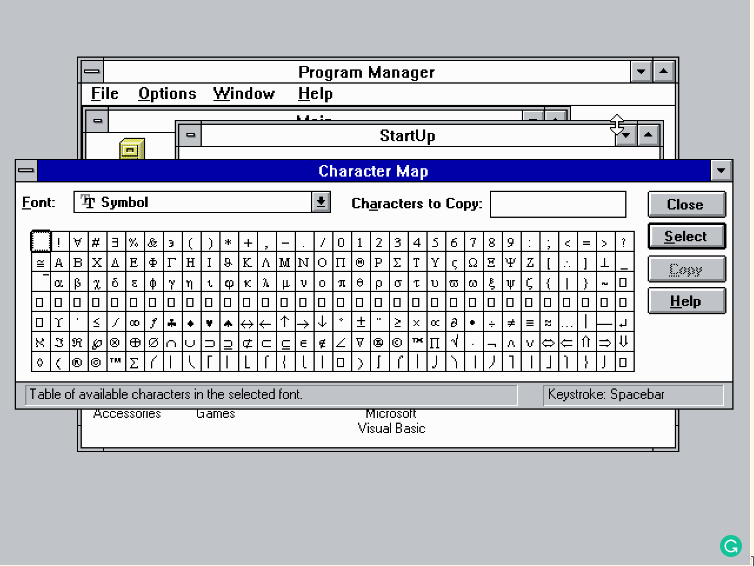 Program Manager
File Options Window Help
Main
StartUp
Character Map
Font: Symbol Characters to Copy: Close
! ∀ # ∃ % & ∍ ( ) * + , − . / 0 1 2 3 4 5 6 7 8 9 : ; < = > ? Select
≅ Α Β Χ Δ Ε Φ Γ Η Ι ϑ Κ Λ Μ Ν Ο Π Θ Ρ Σ Τ Υ ς Ω Ξ Ψ Ζ [ ∴ ] ⊥ _
‾ α β χ δ ε φ γ η ι ϕ κ λ μ ν ο π θ ρ σ τ υ ϖ ω ξ ψ ζ { | } ~ Copy
Help
ϒ ′ ≤ ⁄ ∞ ƒ ♣ ♦ ♥ ♠ ↔ ← ↑ → ↓ ° ± ″ ≥ × ∝ ∂ • ÷ ≠ ≡ ≈ … | — ↵
ℵ ℑ ℜ ℘ ⊗ ⊕ ∅ ∩ ∪ ⊃ ⊇ ⊄ ⊂ ⊆ ∈ ∉ ∠ ∇ ® © ™ ∏ √ ⋅ ¬ ∧ ∨ ⇔ ⇐ ⇑ ⇒ ⇓
◊ 〈 ® © ™ ∑ ⎛ ⎜ ⎝ ⎡ ⎢ ⎣ ⎧ ⎨ ⎩ ⎪ 〉 ∫ ⌠ ⎮ ⌡ ⎞ ⎟ ⎠ ⎤ ⎥ ⎦ ⎫ ⎬ ⎭
Table of available characters in the selected font. Keystroke: Spacebar
Accessories Games Microsoft
Visual Basic